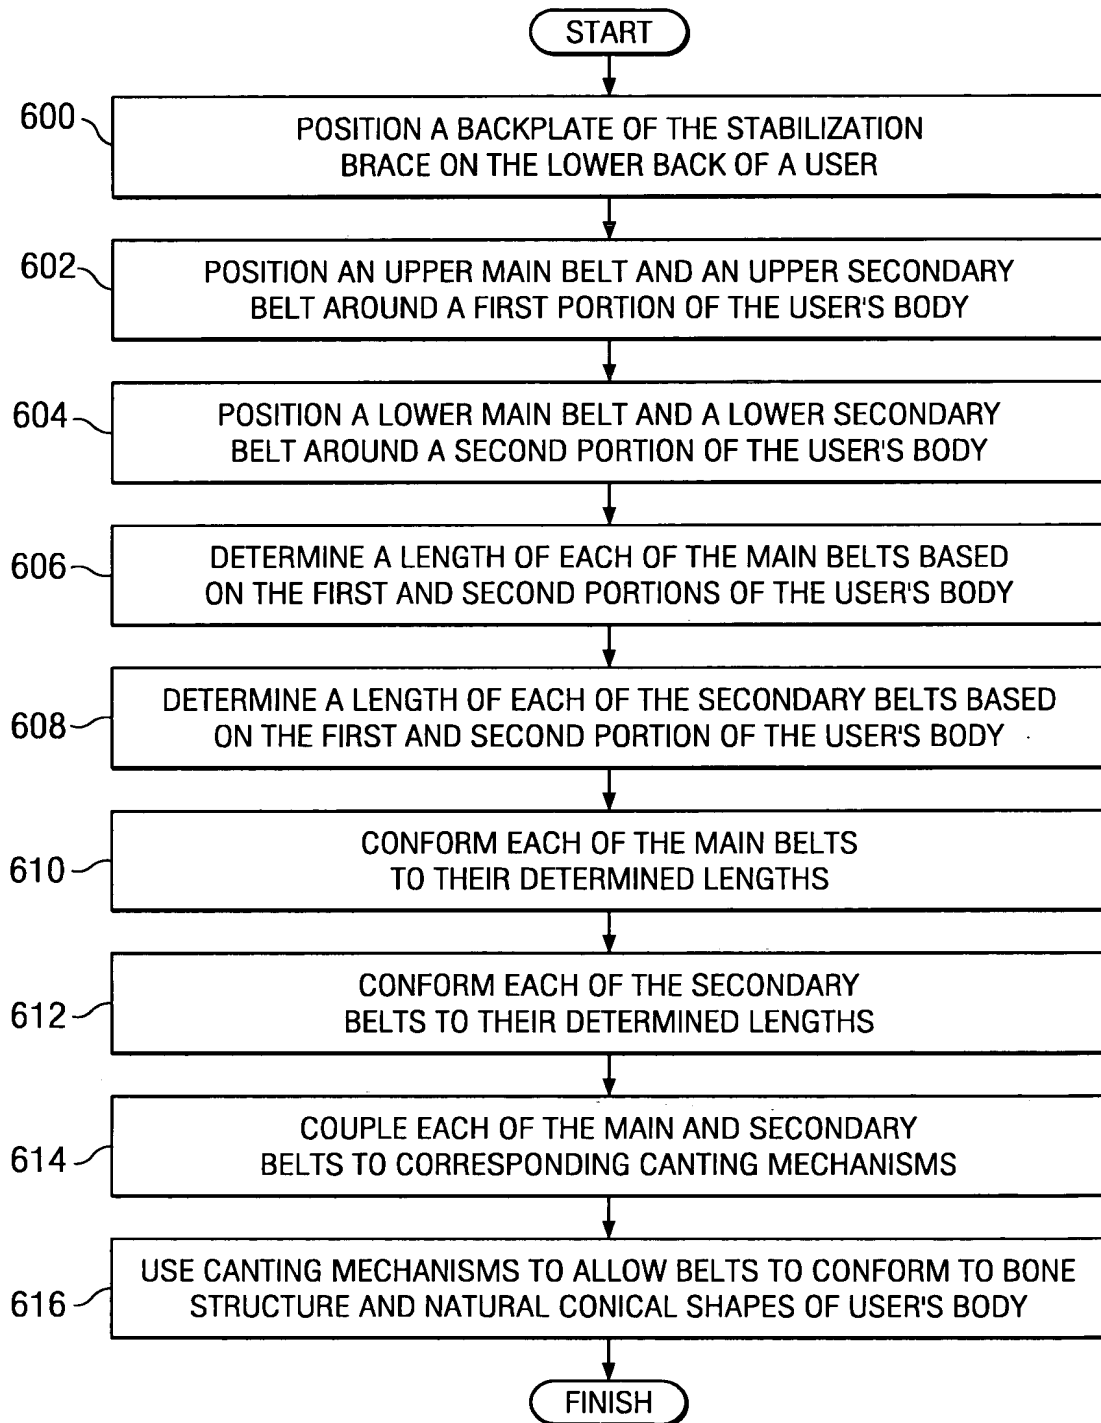 START
600
POSITION A BACKPLATE OF THE STABILIZATION
BRACE ON THE LOWER BACK OF A USER
602
POSITION AN UPPER MAIN BELT AND AN UPPER SECONDARY
BELT AROUND A FIRST PORTION OF THE USER'S BODY
604
POSITION A LOWER MAIN BELT AND A LOWER SECONDARY
BELT AROUND A SECOND PORTION OF THE USER'S BODY
606
DETERMINE A LENGTH OF EACH OF THE MAIN BELTS BASED
ON THE FIRST AND SECOND PORTIONS OF THE USER'S BODY
608
DETERMINE A LENGTH OF EACH OF THE SECONDARY BELTS BASED
ON THE FIRST AND SECOND PORTION OF THE USER'S BODY
610
CONFORM EACH OF THE MAIN BELTS
TO THEIR DETERMINED LENGTHS
612
CONFORM EACH OF THE SECONDARY
BELTS TO THEIR DETERMINED LENGTHS
614
COUPLE EACH OF THE MAIN AND SECONDARY
BELTS TO CORRESPONDING CANTING MECHANISMS
616
USE CANTING MECHANISMS TO ALLOW BELTS TO CONFORM TO BONE
STRUCTURE AND NATURAL CONICAL SHAPES OF USER'S BODY
FINISH